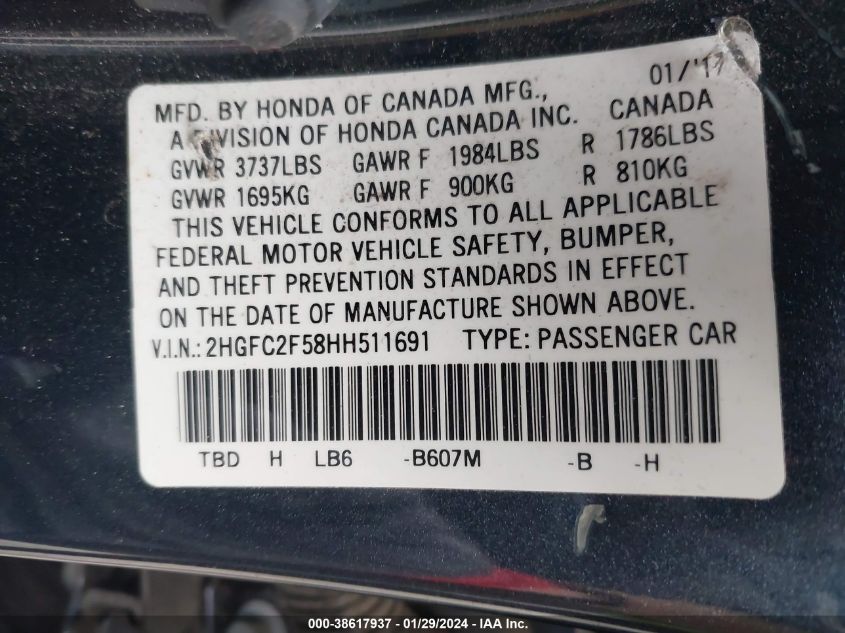 01/'17
MFD. BY HONDA OF CANADA MFG.,
A DIVISION OF HONDA CANADA INC. CANADA
GVWR 3737LBS GAWR F 1984LBS R 1786LBS
GVWR 1695KG GAWR F 900KG R 810KG
THIS VEHICLE CONFORMS TO ALL APPLICABLE
FEDERAL MOTOR VEHICLE SAFETY, BUMPER,
AND THEFT PREVENTION STANDARDS IN EFFECT
ON THE DATE OF MANUFACTURE SHOWN ABOVE.
V.I.N.: 2HGFC2F58HH511691 TYPE: PASSENGER CAR
TBD H LB6 -B607M -B -H
000-38617937 - 01/29/2024 - IAA Inc.